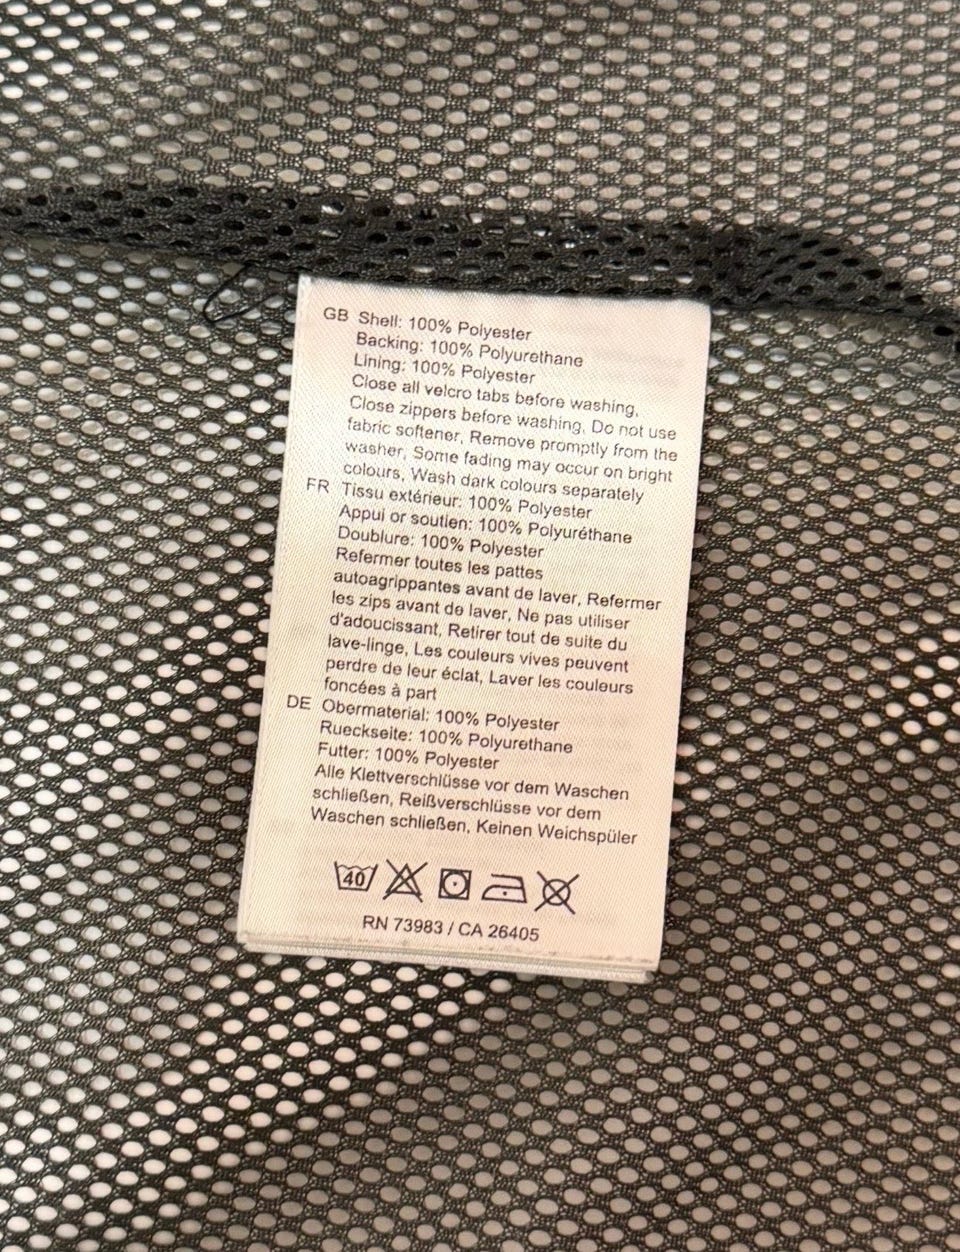 GB Shell: 100% Polyester
Backing: 100% Polyurethane
Lining: 100% Polyester
Close all velcro tabs before washing,
Close zippers before washing, Do not use
fabric softener, Remove promptly from the
washer, Some fading may occur on bright
colours, Wash dark colours separately
FR Tissu extérieur: 100% Polyester
Appui or soutien: 100% Polyuréthane
Doublure: 100% Polyester
Refermer toutes les pattes
autoagrippantes avant de laver, Refermer
les zips avant de laver, Ne pas utiliser
d'adoucissant, Retirer tout de suite du
lave-linge, Les couleurs vives peuvent
perdre de leur éclat, Laver les couleurs
foncées à part
DE Obermaterial: 100% Polyester
Rueckseite: 100% Polyurethane
Futter: 100% Polyester
Alle Klettverschlüsse vor dem Waschen
schließen, Reißverschlüsse vor dem
Waschen schließen, Keinen Weichspüler
40
RN 73983 / CA 26405